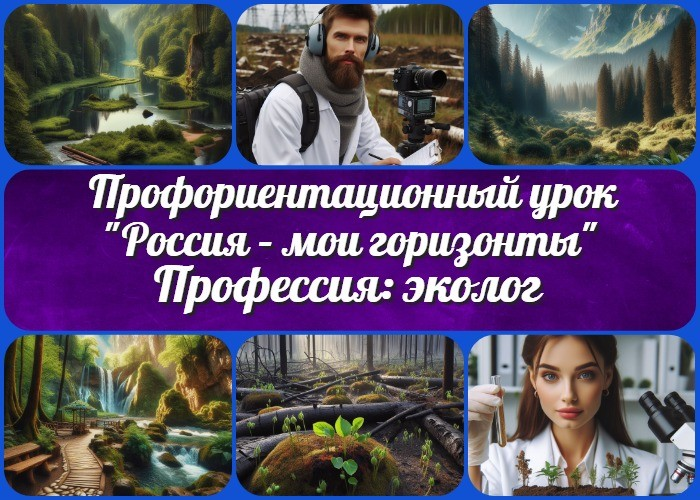 Профориентационный урок
"Россия - мои горизонты"
Профессия: эколог